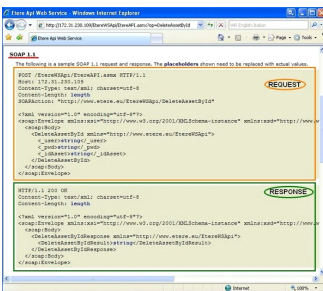 Etere Api Web Service - Windows Internet Explorer
http://172.31.230.109/EtereWSApi/EtereAPI.asmx?op=DeleteAssetById
Etere Api Web Service
Page
Tools
SOAP 1.1
The following is a sample SOAP 1.1 request and response. The placeholders shown need to be replaced with actual values.
POST /EtereWSApi/EtereAPI.asmx HTTP/1.1
REQUEST
Host: 172.31.230.109
Content-Type: text/xml; charset=utf-8
Content-Length: length
SOAPAction: "http://www.etere.eu/EtereWSApi/DeleteAssetById"
<?xml version="1.0" encoding="utf-8"?>
<soap:Envelope xmlns:xsi="http://www.w3.org/2001/XMLSchema-instance" xmlns:xsd="http://www.w
<soap:Body>
<DeleteAssetById xmlns="http://www.etere.eu/EtereWSApi">
<_user>string</_user>
<_pwd>string</_pwd>
<_idAsset>string</_idAsset>
</DeleteAssetById>
</soap:Body>
</soap:Envelope>
HTTP/1.1 200 OK
RESPONSE
Content-Type: text/xml; charset=utf-8
Content-Length: length
<?xml version="1.0" encoding="utf-8"?>
<soap:Envelope xmlns:xsi="http://www.w3.org/2001/XMLSchema-instance" xmlns:xsd="http://www.w
<soap:Body>
<DeleteAssetByIdResponse xmlns="http://www.etere.eu/EtereWSApi">
<DeleteAssetByIdResult>string</DeleteAssetByIdResult>
</DeleteAssetByIdResponse>
</soap:Body>
</soap:Envelope>
Internet
100%